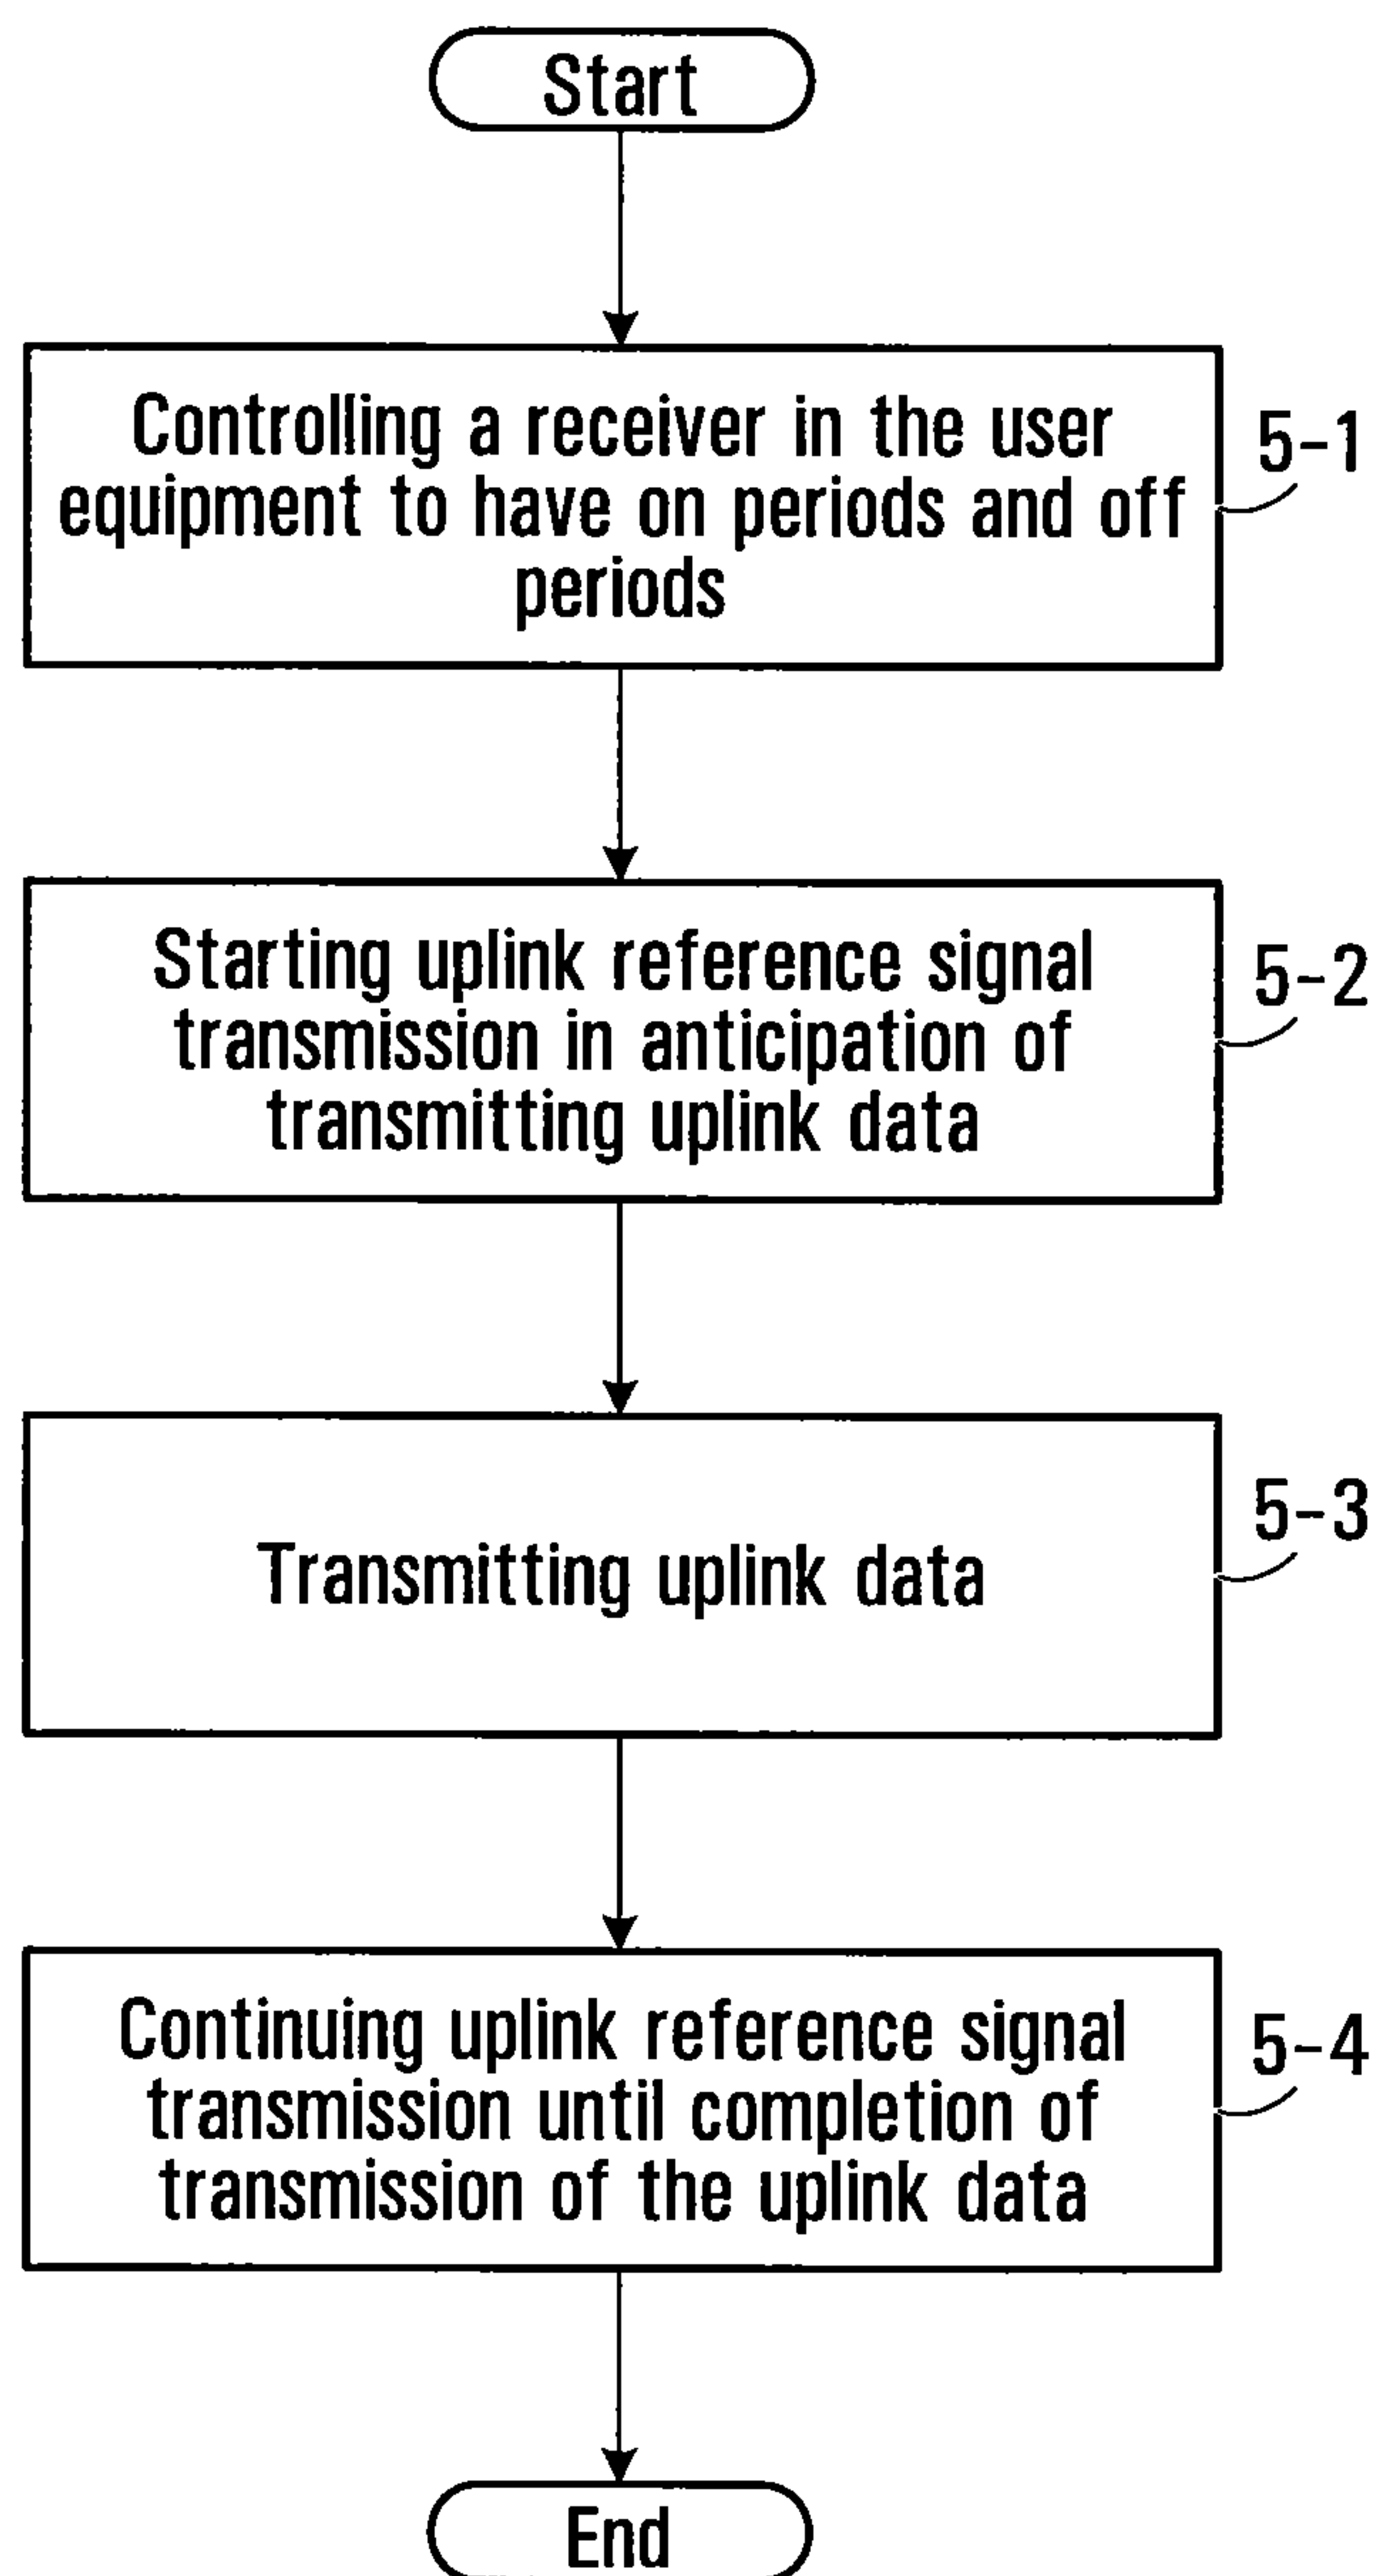 Start
Controlling a receiver in the user
equipment to have on periods and off
periods
5-1
Starting uplink reference signal
transmission in anticipation of
transmitting uplink data
5-2
Transmitting uplink data
5-3
Continuing uplink reference signal
transmission until completion of
transmission of the uplink data
5-4
End